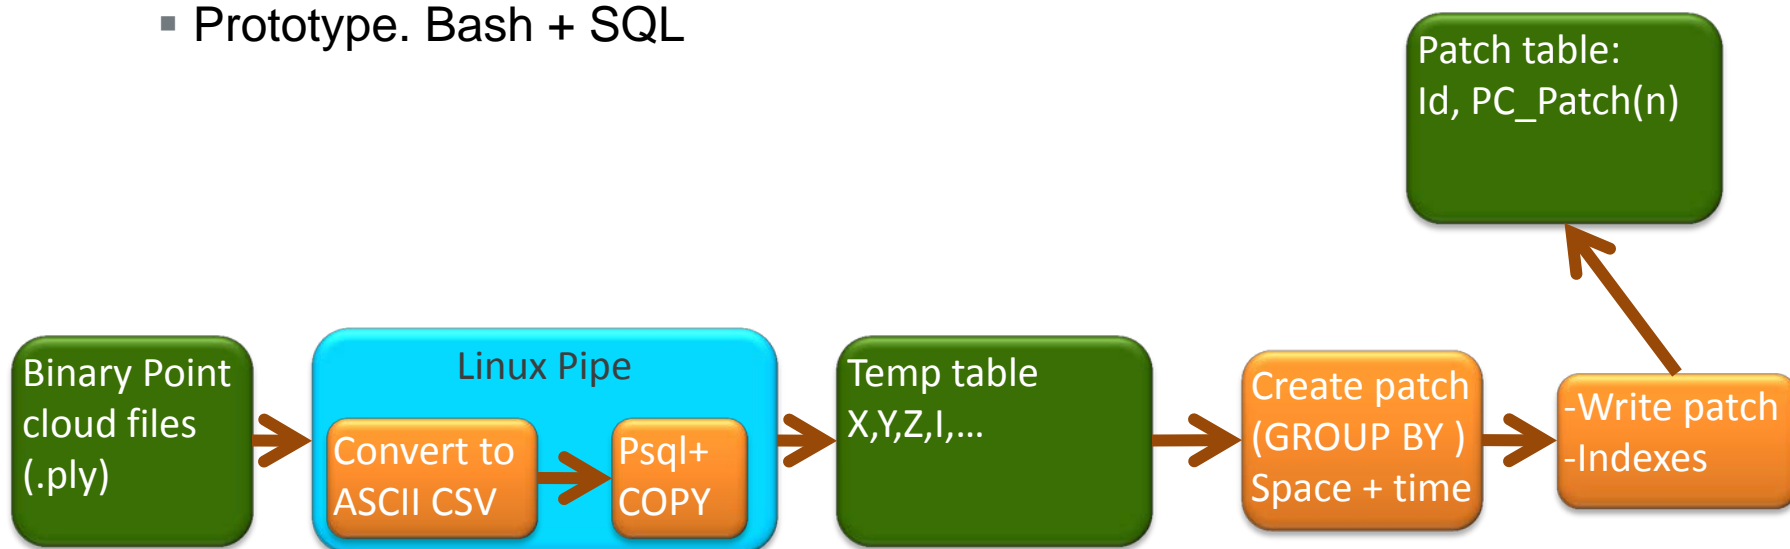 ▪ Prototype. Bash + SQL
Patch table:
Id, PC_Patch(n)
Binary Point
cloud files
(.ply)
Linux Pipe
Convert to
ASCII CSV
Psql+
COPY
Temp table
X,Y,Z,I,...
Create patch
(GROUP BY )
Space + time
-Write patch
-Indexes